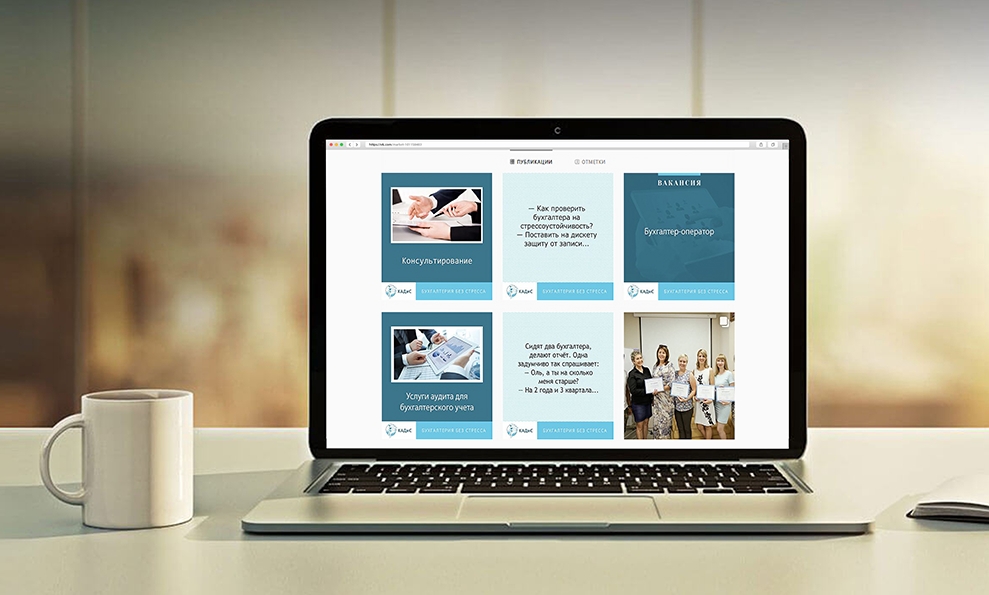 ПУБЛИКАЦИИ
ОТМЕТКИ
Консультирование
КАДиС
БУХГАЛТЕРИЯ БЕЗ СТРЕССА
— Как проверить
бухгалтера на
стрессоустойчивость?
— Поставить на дискету
защиту от записи...
КАДиС
БУХГАЛТЕРИЯ БЕЗ СТРЕССА
ВАКАНСИЯ
Бухгалтер-оператор
КАДиС
БУХГАЛТЕРИЯ БЕЗ СТРЕССА
Услуги аудита для
бухгалтерского учета
КАДиС
БУХГАЛТЕРИЯ БЕЗ СТРЕССА
Сидят два бухгалтера,
делают отчёт. Одна
задумчиво так спрашивает:
— Оль, а ты на сколько
меня старше?
— На 2 года и 3 квартала...
КАДиС
БУХГАЛТЕРИЯ БЕЗ СТРЕССА